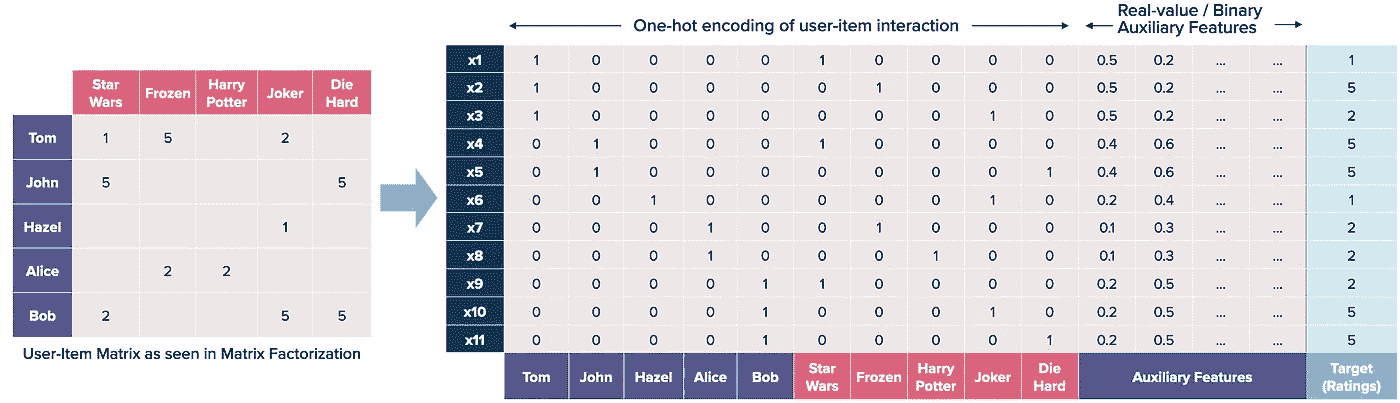 Star Wars Frozen Harry Potter Joker Die Hard
Tom 1 5 2
John 5 5
Hazel 1
Alice 2 2
Bob 2 5 5
User-Item Matrix as seen in Matrix Factorization
One-hot encoding of user-item interaction
Real-value / Binary
Auxiliary Features
x1 1 0 0 0 0 1 0 0 0 0 0.5 0.2 ... ... 1
x2 1 0 0 0 0 0 1 0 0 0 0.5 0.2 ... ... 5
x3 1 0 0 0 0 0 0 0 1 0 0.5 0.2 ... ... 2
x4 0 1 0 0 0 1 0 0 0 0 0.4 0.6 ... ... 5
x5 0 1 0 0 0 0 0 0 0 1 0.4 0.6 ... ... 5
x6 0 0 1 0 0 0 0 0 1 0 0.2 0.4 ... ... 1
x7 0 0 0 1 0 0 1 0 0 0 0.1 0.3 ... ... 2
x8 0 0 0 1 0 0 0 1 0 0 0.1 0.3 ... ... 2
x9 0 0 0 0 1 1 0 0 0 0 0.2 0.5 ... ... 2
x10 0 0 0 0 1 0 0 0 1 0 0.2 0.5 ... ... 5
x11 0 0 0 0 1 0 0 0 0 1 0.2 0.5 ... ... 5
Tom John Hazel Alice Bob Star Wars Frozen Harry Potter Joker Die Hard Auxiliary Features Target (Ratings)